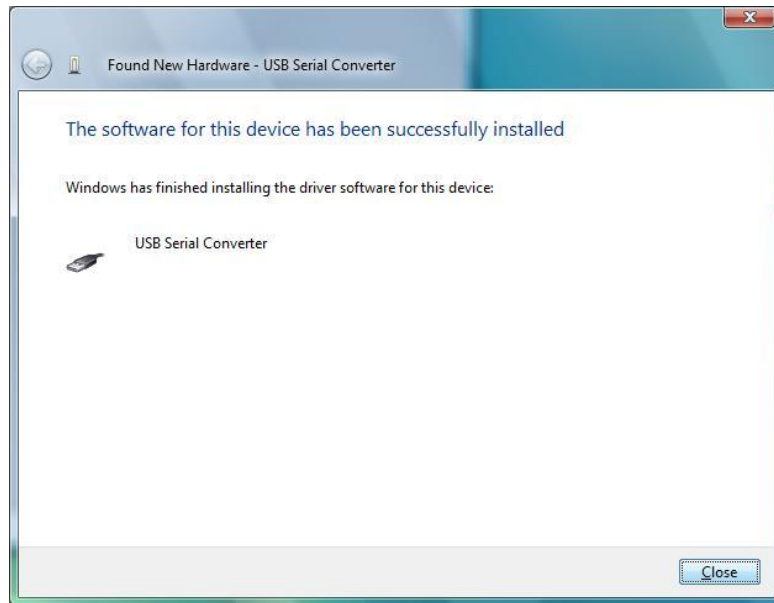 Found New Hardware - USB Serial Converter
The software for this device has been successfully installed
Windows has finished installing the driver software for this device:
USB Serial Converter
Close